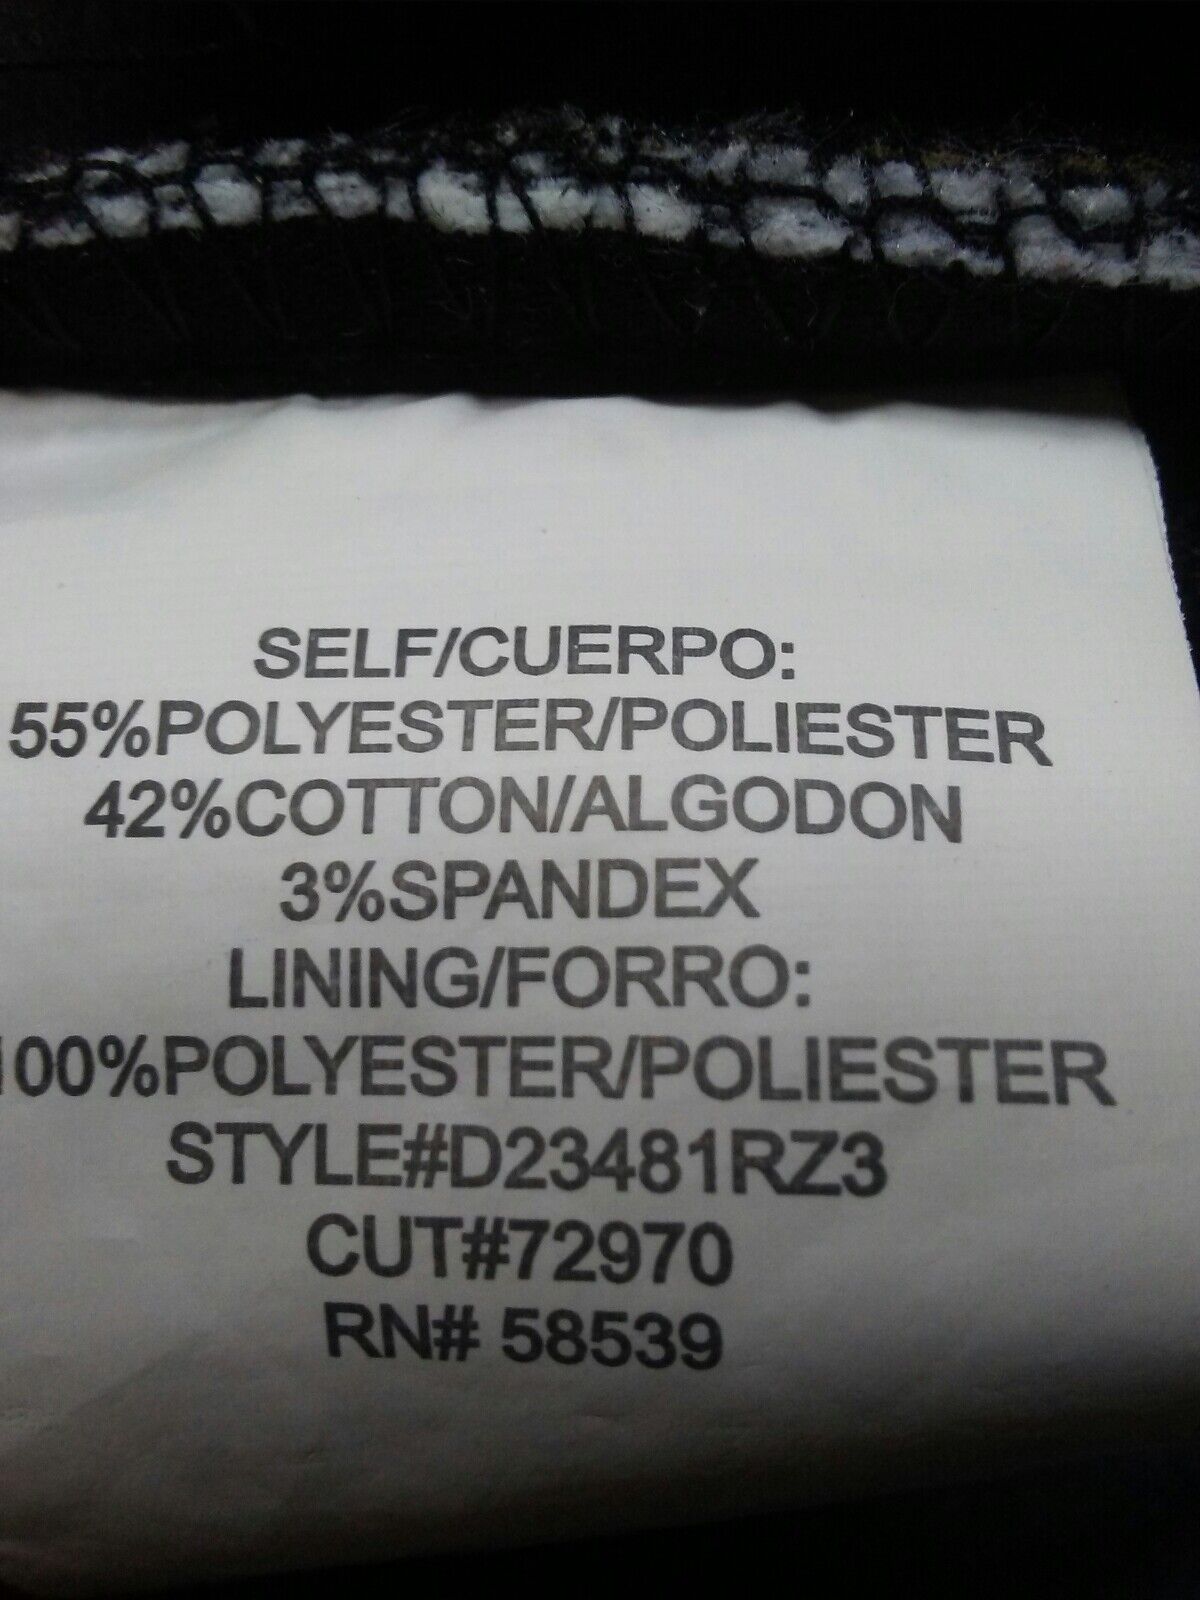 SELF/CUERPO:
55%POLYESTER/POLIESTER
42%COTTON/ALGODON
3%SPANDEX
LINING/FORRO:
100%POLYESTER/POLIESTER
STYLE#D23481RZ3
CUT#72970
RN# 58539